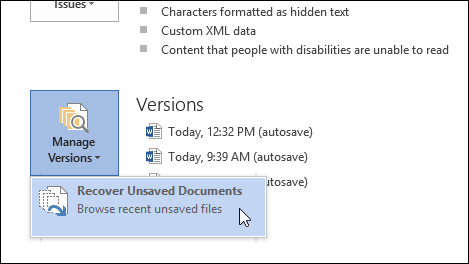 Issues
Characters formatted as hidden text
Custom XML data
Content that people with disabilities are unable to read
Versions
Manage
Versions
Today, 12:32 PM (autosave)
Today, 9:39 AM (autosave)
(autosave)
Recover Unsaved Documents
Browse recent unsaved files